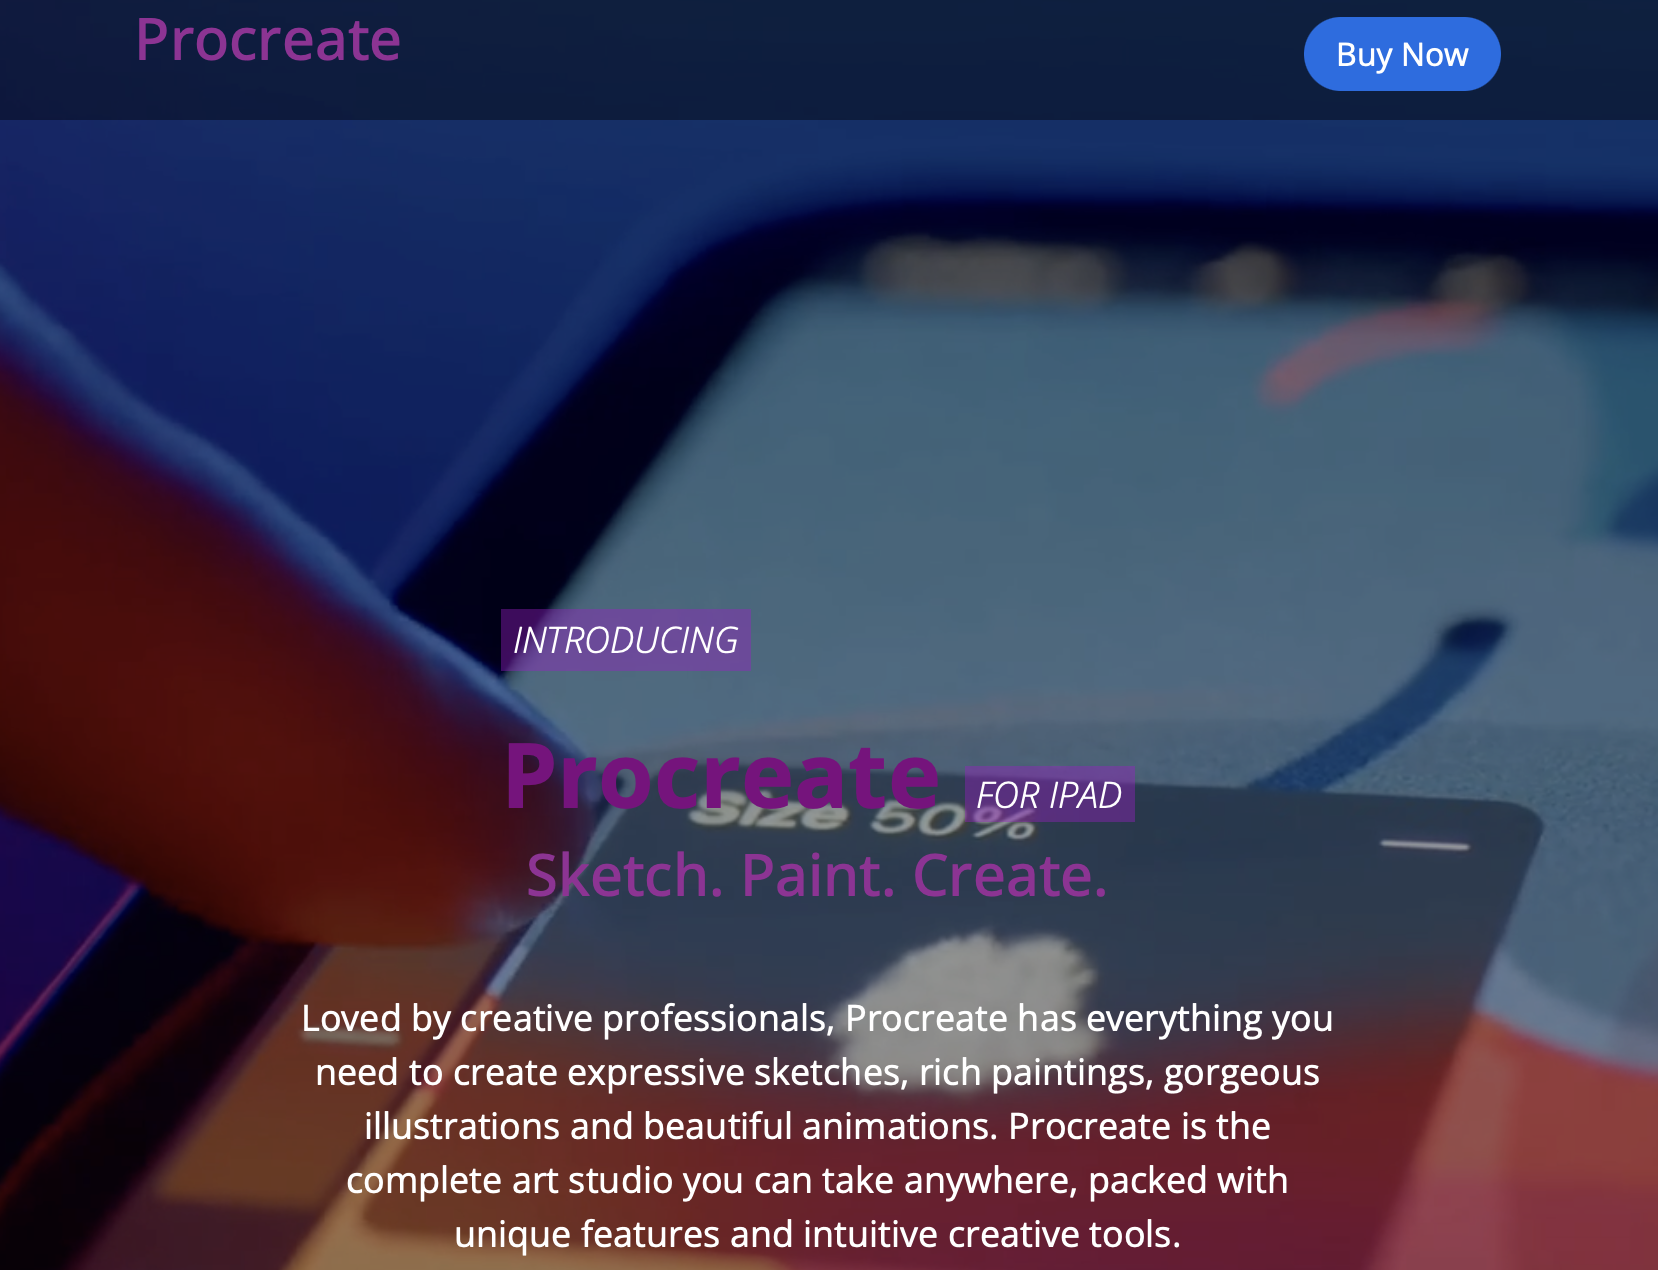 Procreate
Buy Now
INTRODUCING
Procreate FOR IPAD
Size 50%
Sketch. Paint. Create.
Loved by creative professionals, Procreate has everything you
need to create expressive sketches, rich paintings, gorgeous
illustrations and beautiful animations. Procreate is the
complete art studio you can take anywhere, packed with
unique features and intuitive creative tools.